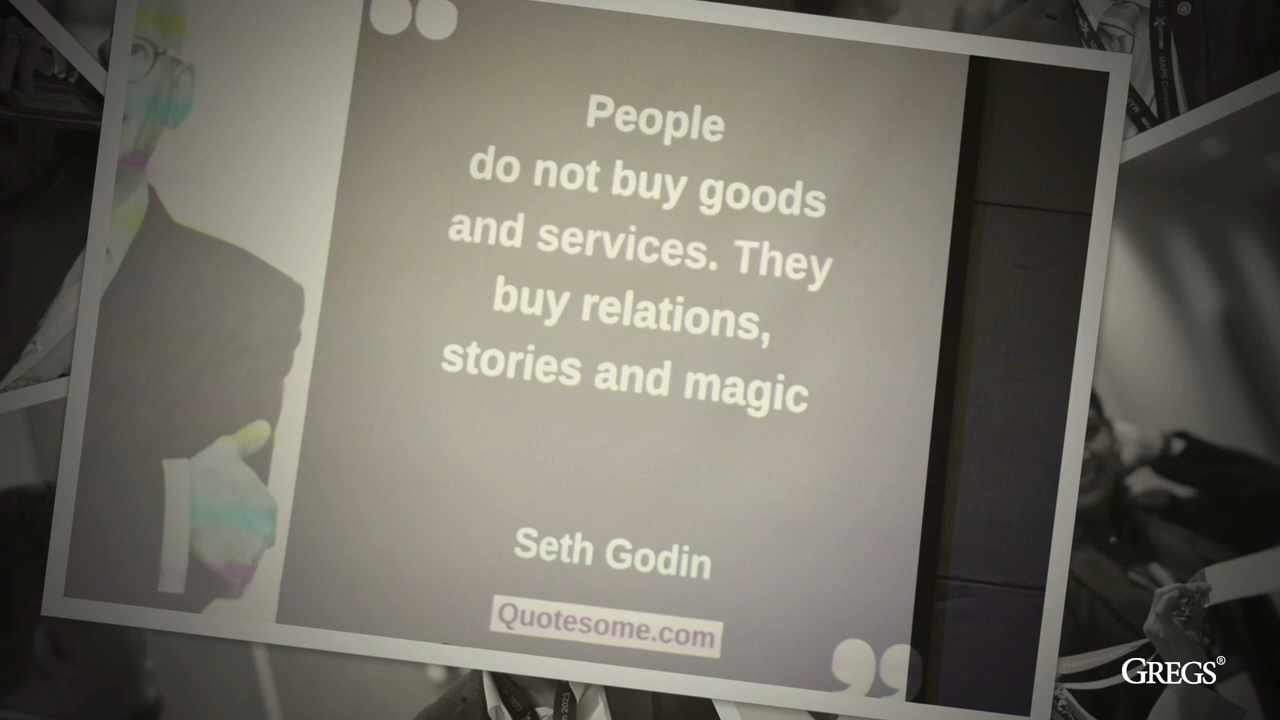 People
do not buy goods
and services. They
buy relations,
stories and magic
Seth Godin
Quotesome.com
GREGS®